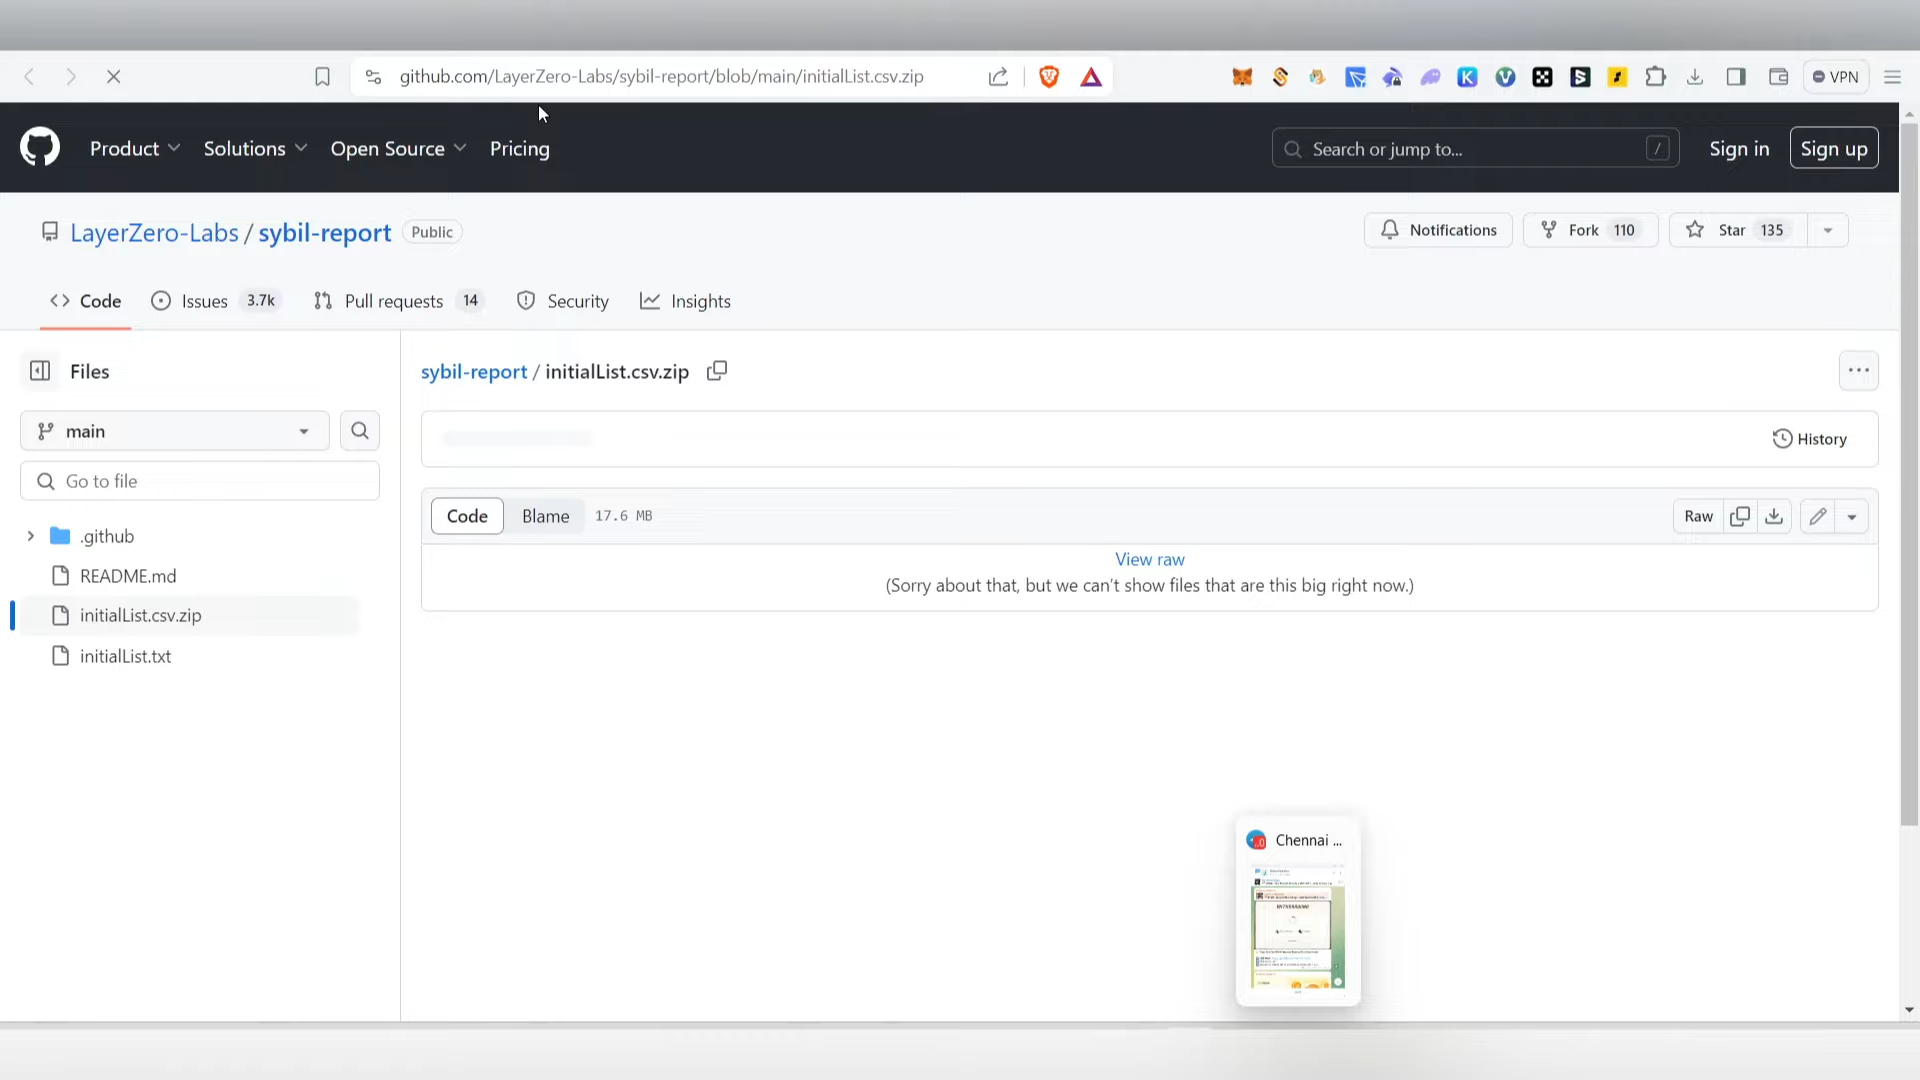 github.com/LayerZero-Labs/sybil-report/blob/main/initialList.csv.zip
VPN
Product
Solutions
Open Source
Pricing
Search or jump to...
/
Sign in
Sign up
LayerZero-Labs / sybil-report
Public
Notifications
Fork 110
Star 135
Code
Issues 3.7k
Pull requests 14
Security
Insights
Files
sybil-report / initialList.csv.zip
main
History
Go to file
Code
Blame
17.6 MB
Raw
.github
View raw
README.md
(Sorry about that, but we can’t show files that are this big right now.)
initialList.csv.zip
initialList.txt
Chennai ...